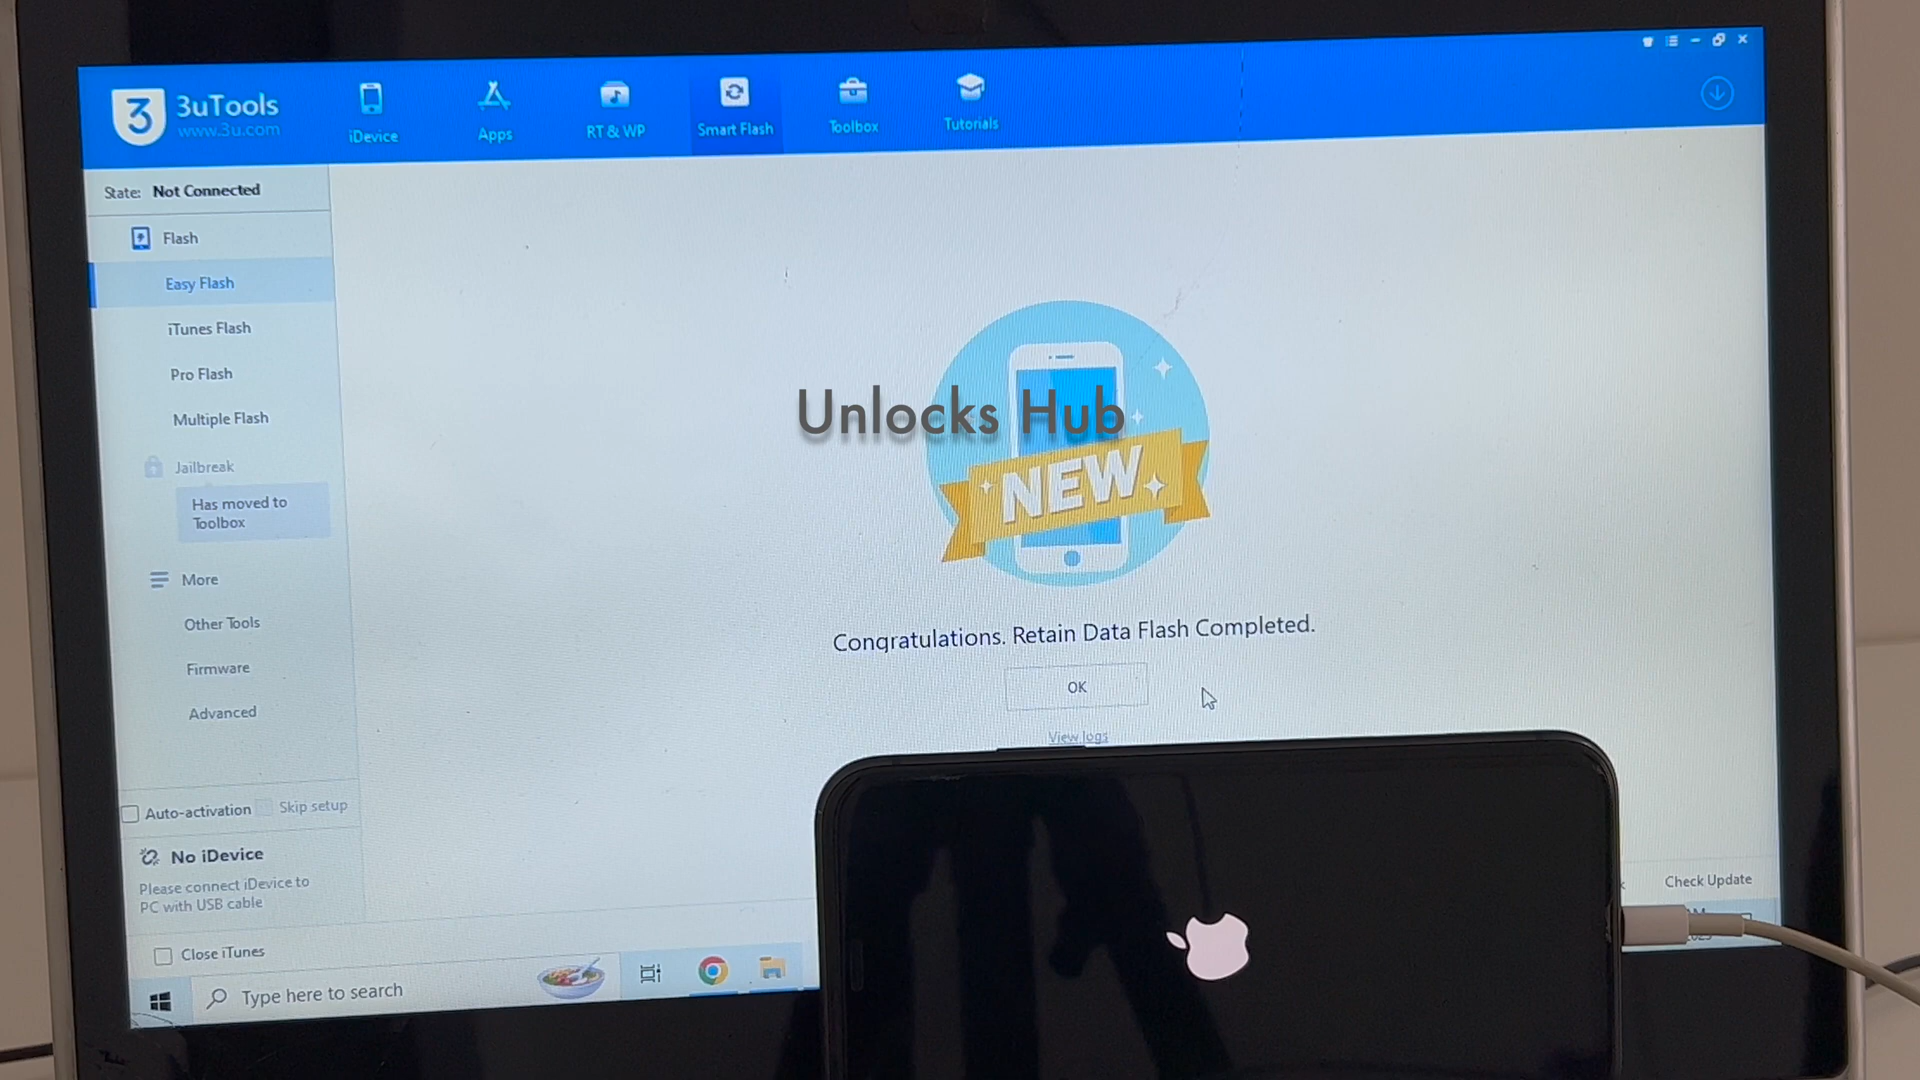 3
3uTools
www.3u.com
iDevice
Apps
RT & WP
Smart Flash
Toolbox
Tutorials
State: Not Connected
Flash
Easy Flash
iTunes Flash
Pro Flash
Multiple Flash
Jailbreak
Has moved to
Toolbox
More
Other Tools
Firmware
Advanced
Auto-activation
Skip setup
No iDevice
Please connect iDevice to
PC with USB cable
Close iTunes
Unlocks Hub
NEW
Congratulations. Retain Data Flash Completed.
OK
View logs
Check Update
Type here to search